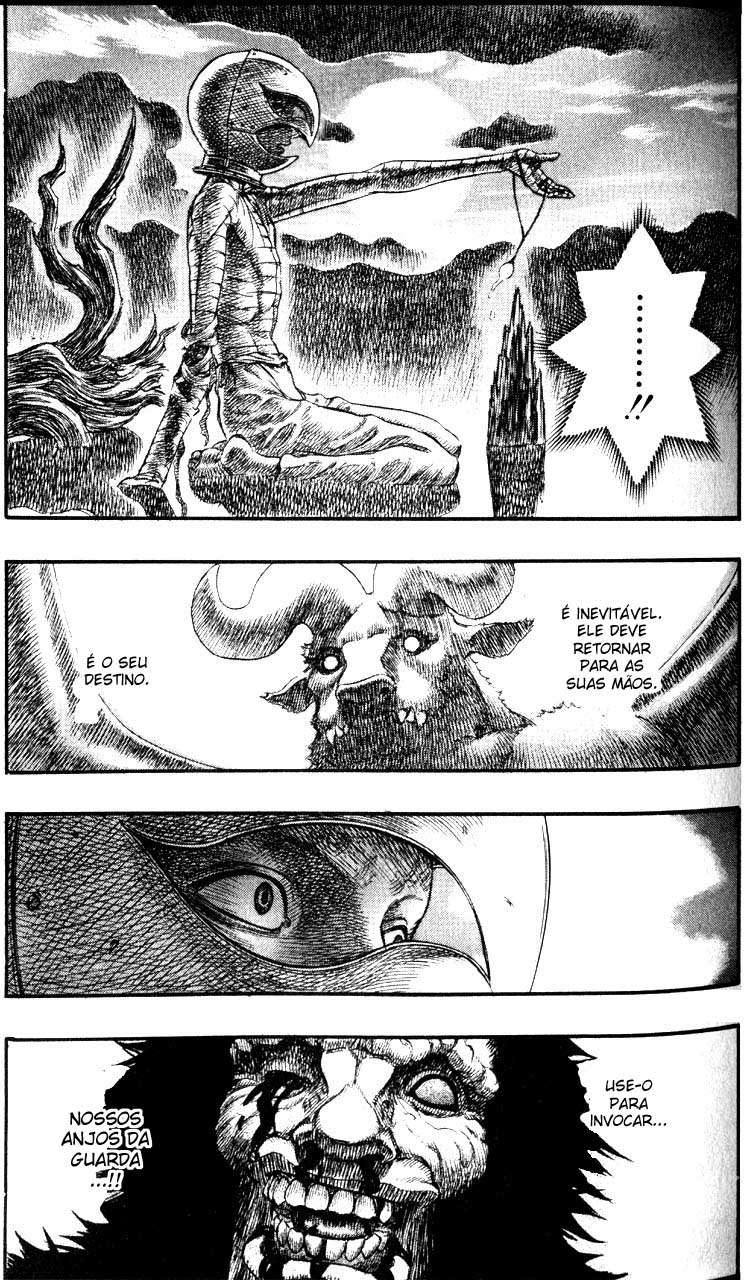 .......!!
É INEVITÁVEL.
ELE DEVE
RETORNAR
PARA AS
SUAS MÃOS.
É O SEU
DESTINO.
USE-O
PARA
INVOCAR...
NOSSOS
ANJOS DA
GUARDA
...!!